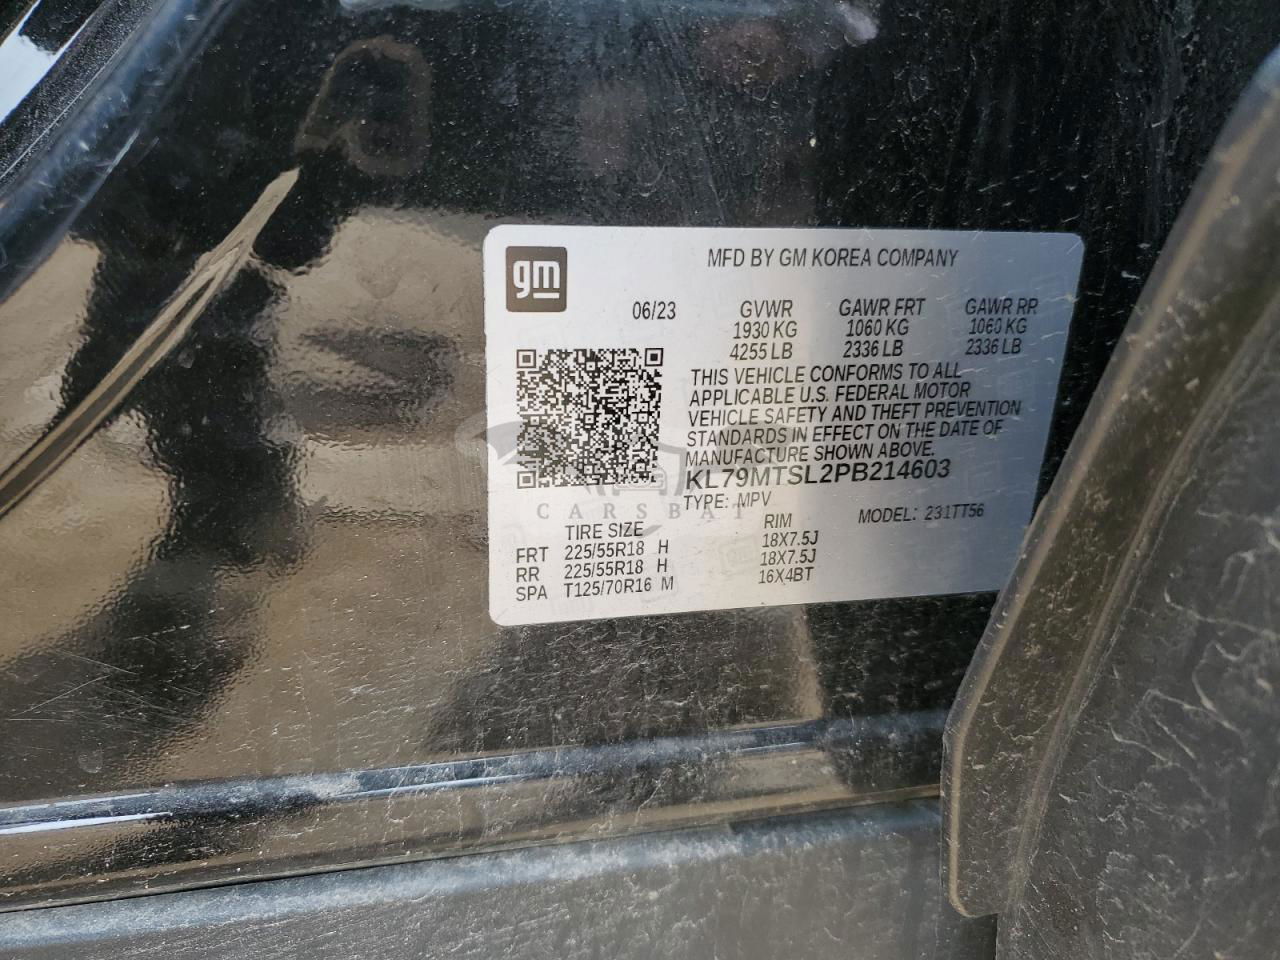 gm
MFD BY GM KOREA COMPANY
06/23 GVWR GAWR FRT GAWR RR
1930 KG 1060 KG 1060 KG
4255 LB 2336 LB 2336 LB
THIS VEHICLE CONFORMS TO ALL
APPLICABLE U.S. FEDERAL MOTOR
VEHICLE SAFETY AND THEFT PREVENTION
STANDARDS IN EFFECT ON THE DATE OF
MANUFACTURE SHOWN ABOVE.
KL79MTSL2PB214603
TYPE: MPV MODEL: 231TT56
CARSBAT
TIRE SIZE RIM
FRT 225/55R18 H 18X7.5J
RR 225/55R18 H 18X7.5J
SPA T125/70R16 M 16X4BT